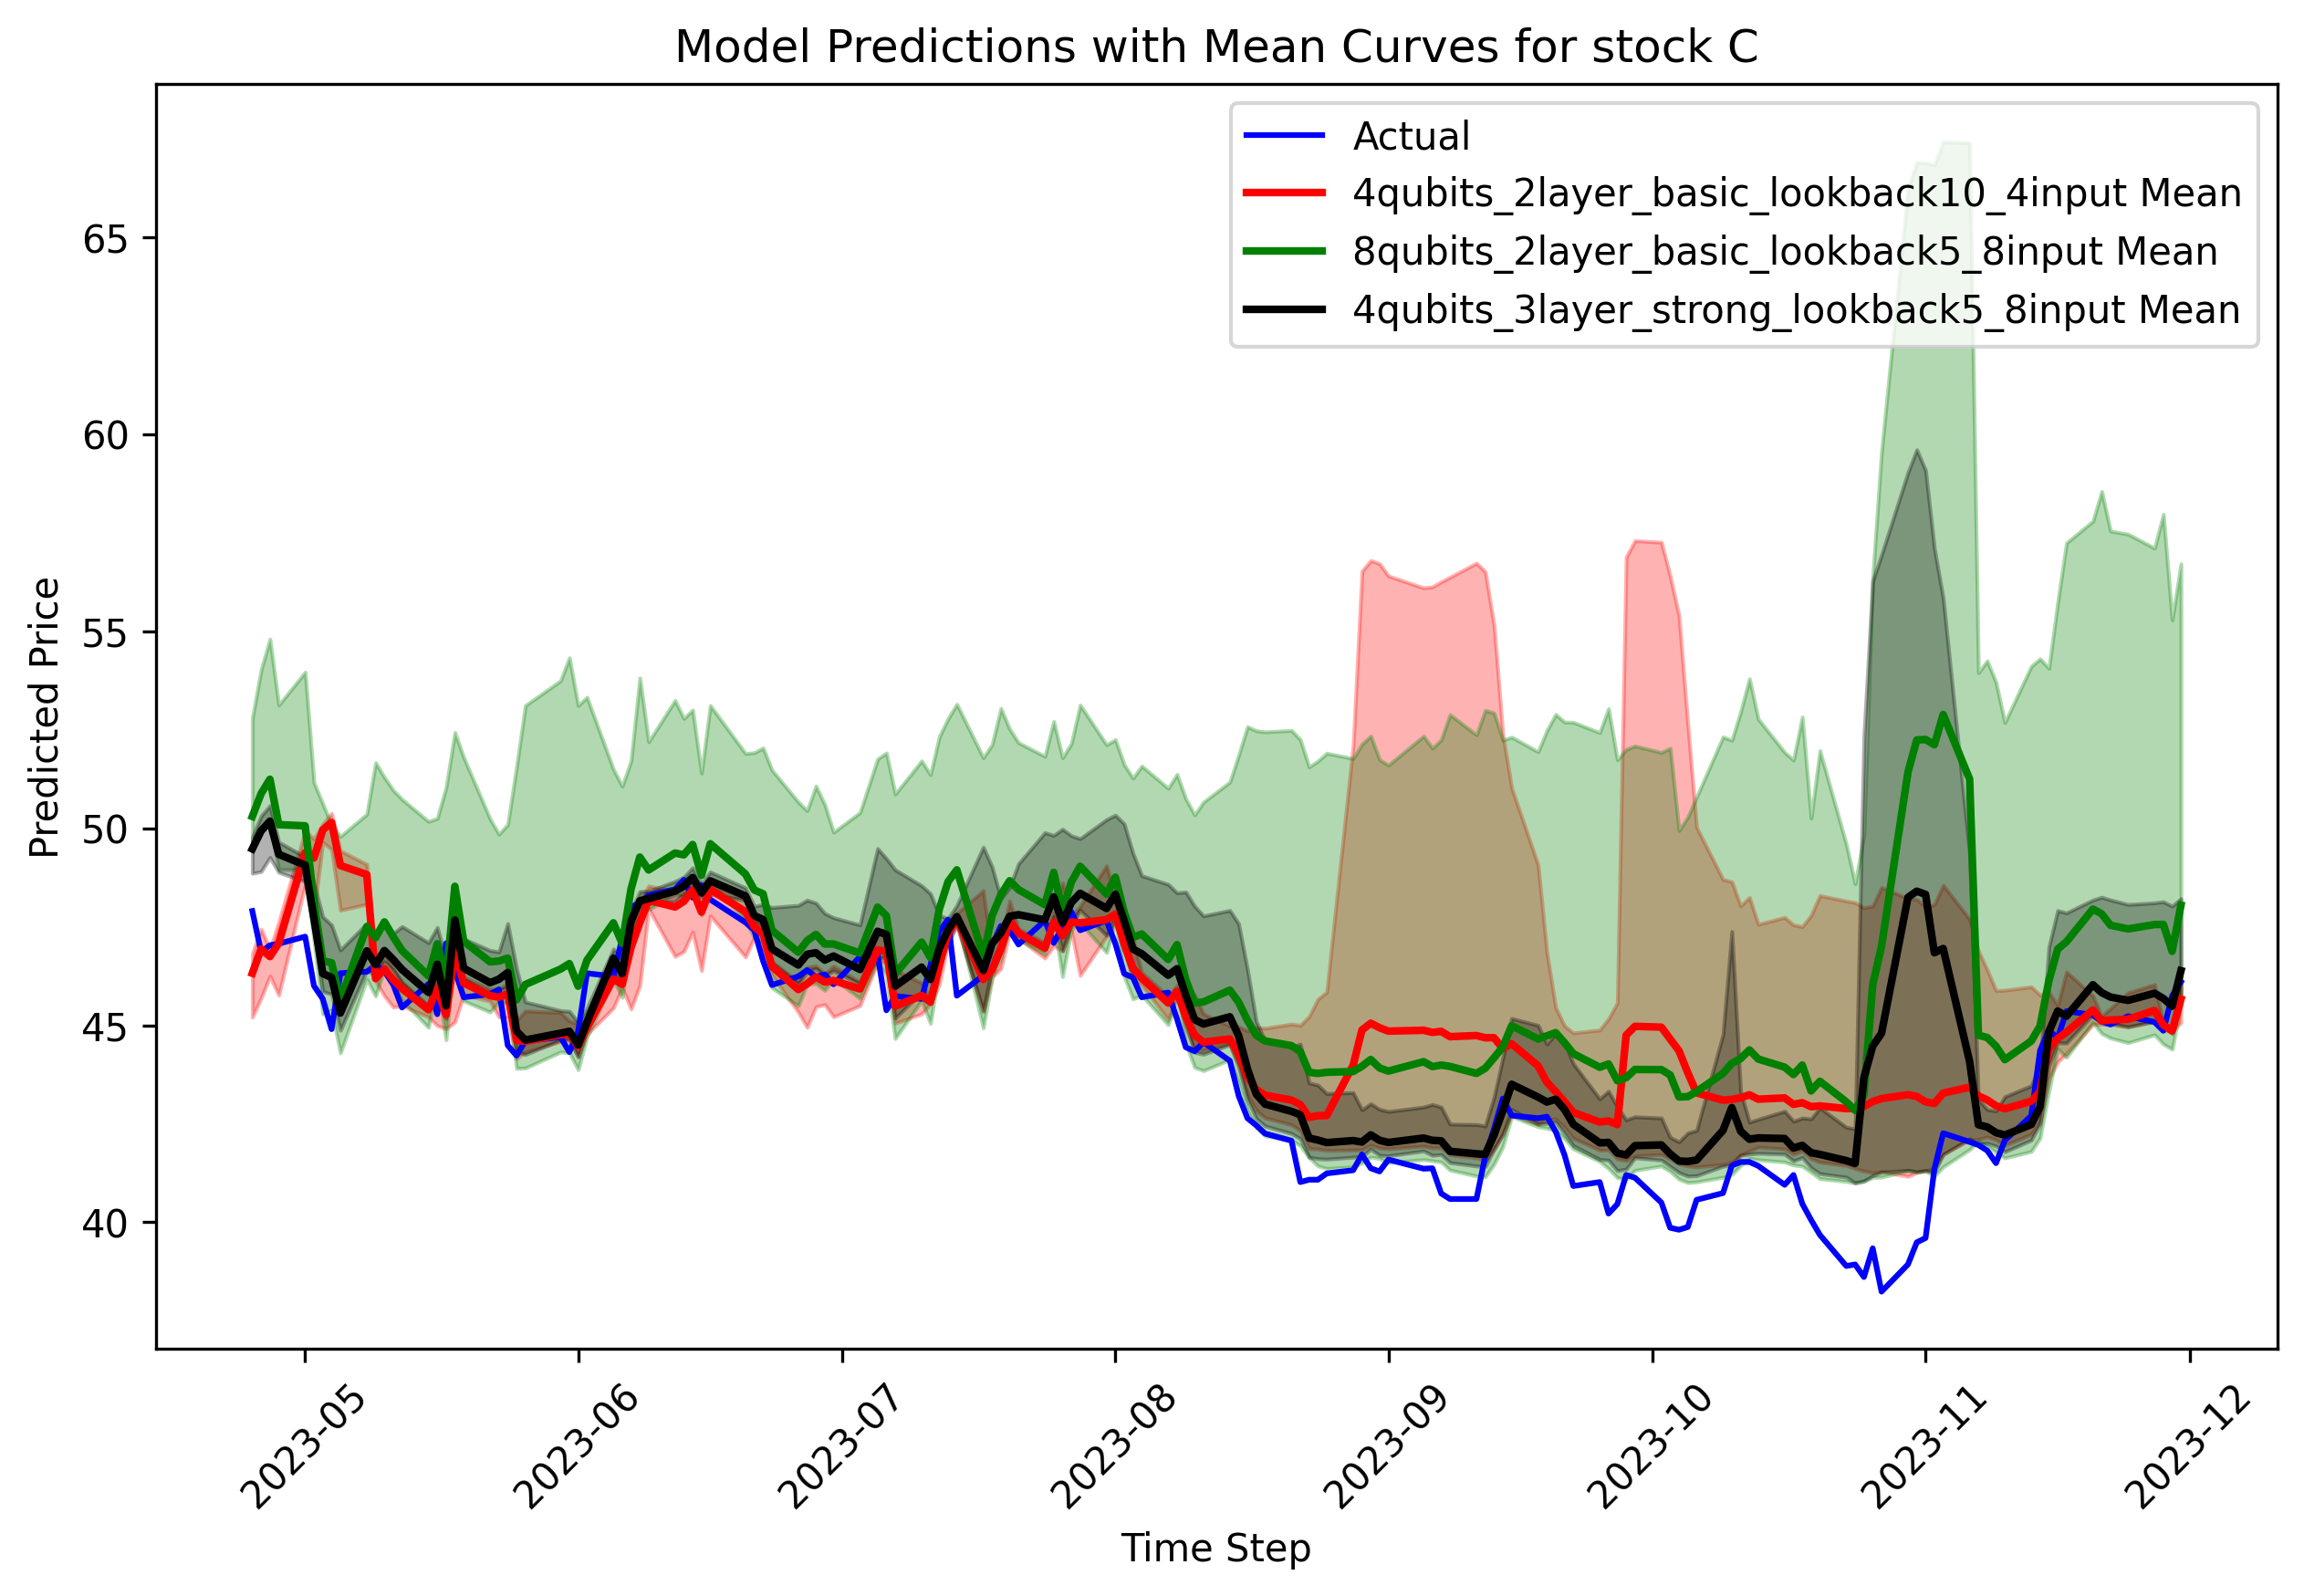 Model Predictions with Mean Curves for stock C
Actual
4qubits_2layer_basic_lookback10_4input Mean
8qubits_2layer_basic_lookback5_8input Mean
4qubits_3layer_strong_lookback5_8input Mean
Predicted Price
65
60
55
50
45
40
2023-05
2023-06
2023-07
2023-08
2023-09
2023-10
2023-11
2023-12
Time Step